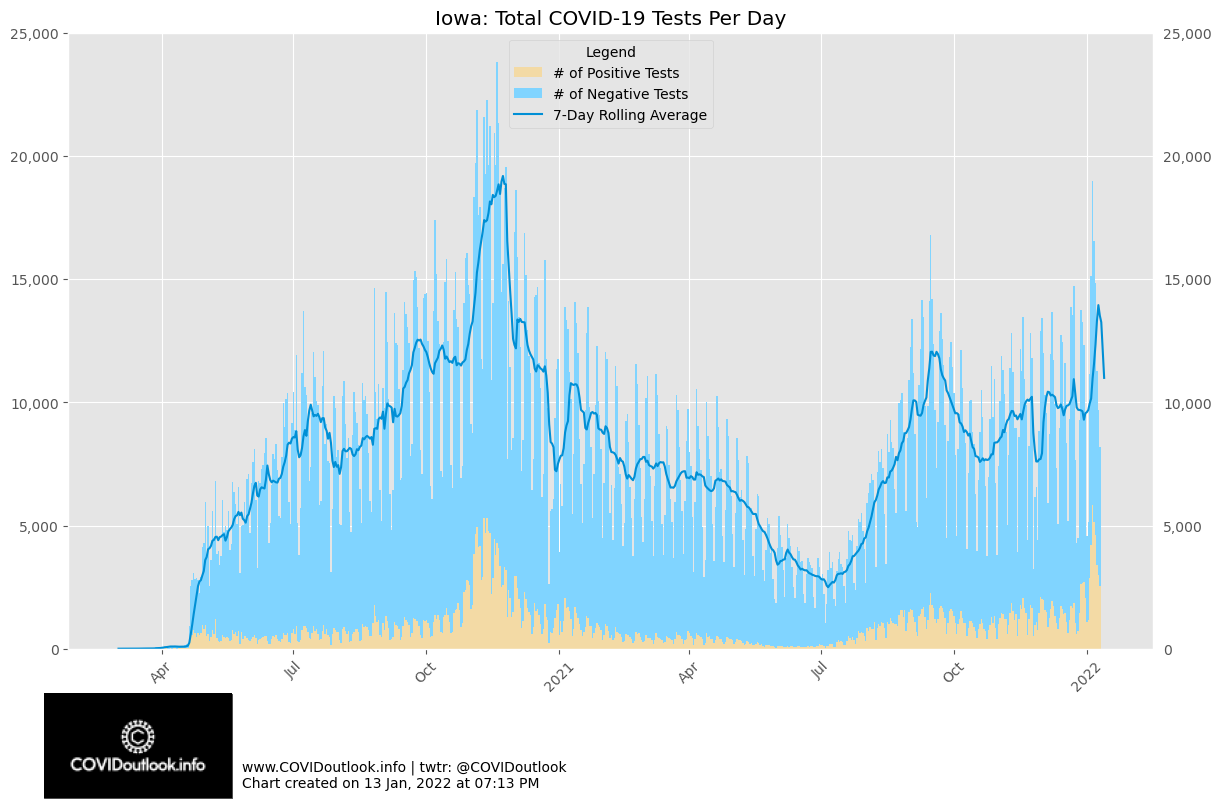 Iowa: Total COVID-19 Tests Per Day
25,000
20,000
15,000
10,000
5,000
0
25,000
20,000
15,000
10,000
5,000
0
Legend
# of Positive Tests
# of Negative Tests
7-Day Rolling Average
Apr
Jul
Oct
2021
Apr
Jul
Oct
2022
C
COVIDoutlook.info
www.COVIDoutlook.info | twtr: @COVIDoutlook
Chart created on 13 Jan, 2022 at 07:13 PM